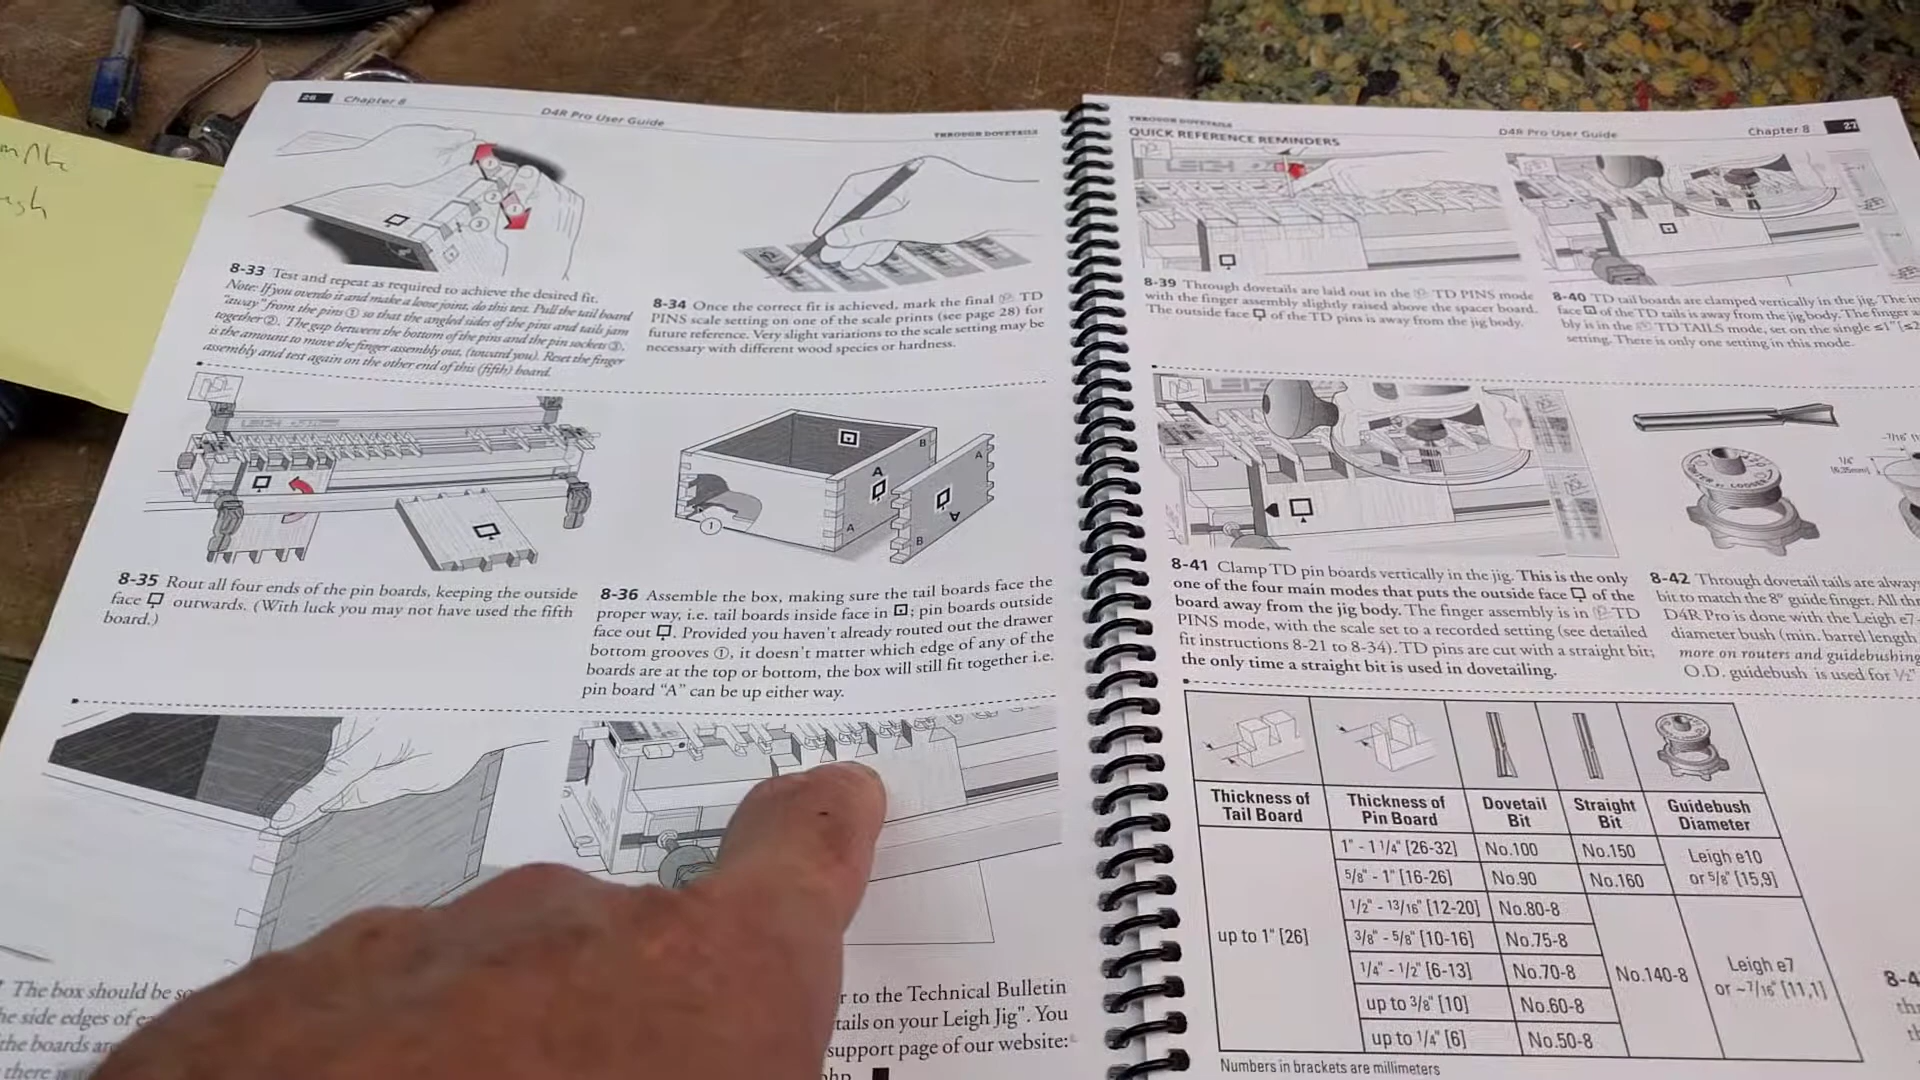 26 Chapter 8
D4R Pro User Guide
THROUGH DOVETAILS
8-33 Test and repeat as required to achieve the desired fit.
Note: If you overdo it and make a loose joint, do this test. Pull the tail board
"away" from the pins ① so that the angled sides of the pins and tails jam
together ②. The gap between the bottom of the pins and the pin sockets ③,
is the amount to move the finger assembly out, (toward you). Reset the finger
assembly and test again on the other end of this (fifth) board.
8-34 Once the correct fit is achieved, mark the final TD
PINS scale setting on one of the scale prints (see page 28) for
future reference. Very slight variations to the scale setting may be
necessary with different wood species or hardness.
8-35 Rout all four ends of the pin boards, keeping the outside
face outwards. (With luck you may not have used the fifth
board.)
A
B
A
A
B
A
1
8-36 Assemble the box, making sure the tail boards face the
proper way, i.e. tail boards inside face in ; pin boards outside
face out . Provided you haven't already routed out the drawer
bottom grooves ①, it doesn't matter which edge of any of the
boards are at the top or bottom, the box will still fit together i.e.
pin board "A" can be up either way.
The box should be
side edges of
the boards
r to the Technical Bulletin
tails on your Leigh Jig". You
support page of our website:
THROUGH DOVETAILS
QUICK REFERENCE REMINDERS
D4R Pro User Guide
Chapter 8 27
8-39 Through dovetails are laid out in the TD PINS mode
with the finger assembly slightly raised above the spacer board.
The outside face of the TD pins is away from the jig body.
8-40 TD tail boards are clamped vertically in the jig. The in
face of the TD tails is away from the jig body. The finger a
bly is in the TD TAILS mode, set on the single ≤1" [≤2
setting. There is only one setting in this mode.
8-41 Clamp TD pin boards vertically in the jig. This is the only
one of the four main modes that puts the outside face of the
board away from the jig body. The finger assembly is in TD
PINS mode, with the scale set to a recorded setting (see detailed
fit instructions 8-21 to 8-34). TD pins are cut with a straight bit;
the only time a straight bit is used in dovetailing.
~7/16"
1/4"
[6,35mm]
8-42 Through dovetail tails are alway
bit to match the 8° guide finger. All thr
D4R Pro is done with the Leigh e7
diameter bush (min. barrel length
more on routers and guidebushing
O.D. guidebush is used for ½"
Thickness of Tail Board
Thickness of Pin Board
Dovetail Bit
Straight Bit
Guidebush Diameter
up to 1" [26]
1" - 1 1/4" [26-32] No.100 No.150 Leigh e10 or 5/8" [15,9]
5/8" - 1" [16-26] No.90 No.160
1/2" - 13/16" [12-20] No.80-8
3/8" - 5/8" [10-16] No.75-8
1/4" - 1/2" [6-13] No.70-8 No.140-8 Leigh e7 or ~7/16" [11,1]
up to 3/8" [10] No.60-8
up to 1/4" [6] No.50-8
Numbers in brackets are millimeters
8-4